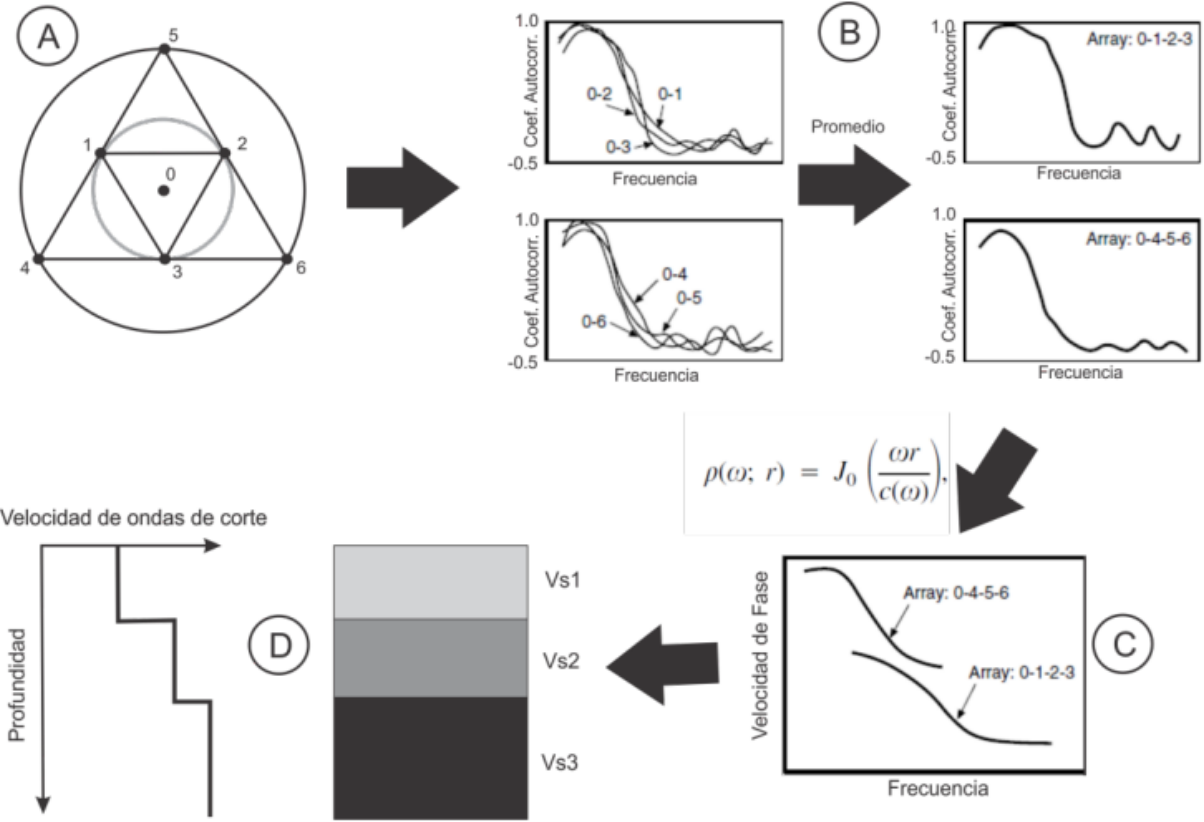 A
5
1
2
0
4
3
6
1.0
Coef. Autocorr.
0-2
0-1
0-3
-0.5
Frecuencia
1.0
Coef. Autocorr.
0-4
0-5
0-6
-0.5
Frecuencia
B
Promedio
1.0
Coef. Autocorr.
Array: 0-1-2-3
-0.5
Frecuencia
1.0
Coef. Autocorr.
Array: 0-4-5-6
-0.5
Frecuencia
ρ(ω; r) = J₀ (ωr / c(ω)),
Velocidad de Fase
Array: 0-4-5-6
Array: 0-1-2-3
Frecuencia
C
Velocidad de ondas de corte
Profundidad
D
Vs1
Vs2
Vs3